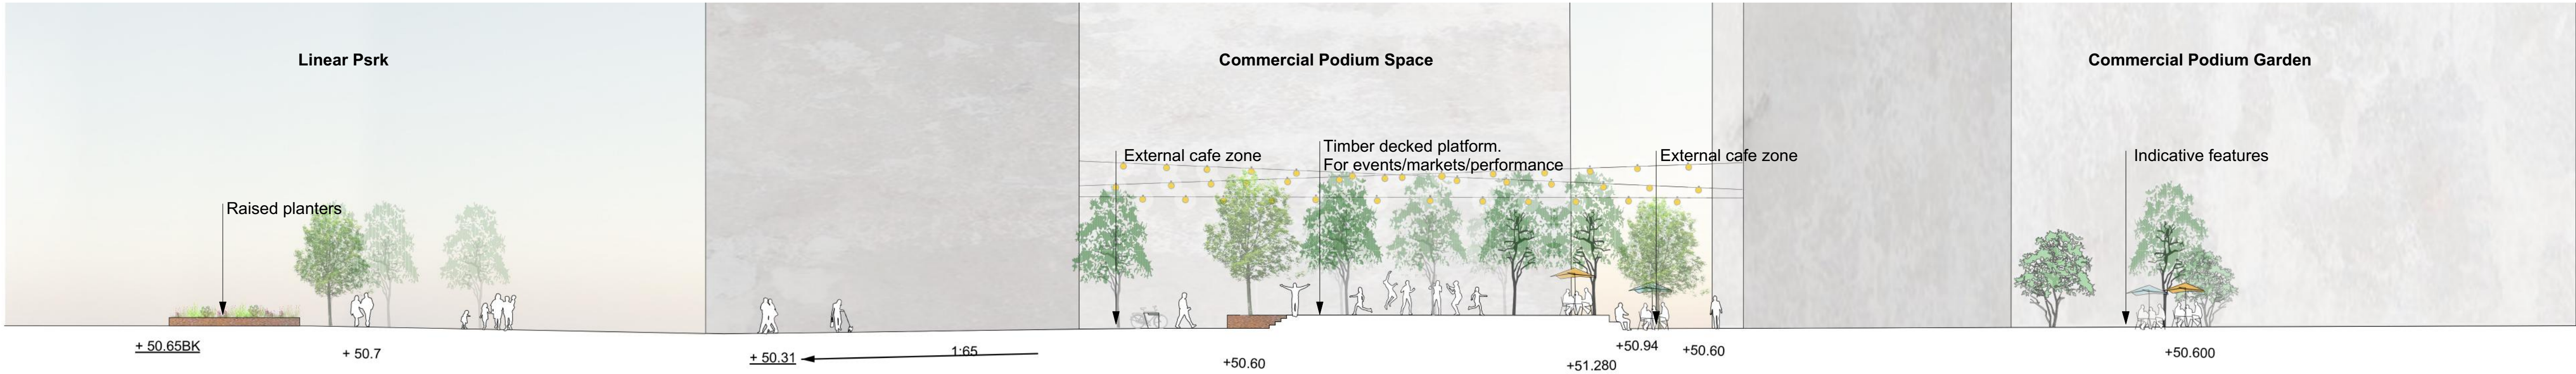 Linear Psrk
Commercial Podium Space
Commercial Podium Garden
Raised planters
External cafe zone
Timber decked platform.
For events/markets/performance
External cafe zone
Indicative features
+ 50.65BK
+ 50.7
+ 50.31
1:65
+50.60
+51.280
+50.94
+50.60
+50.600